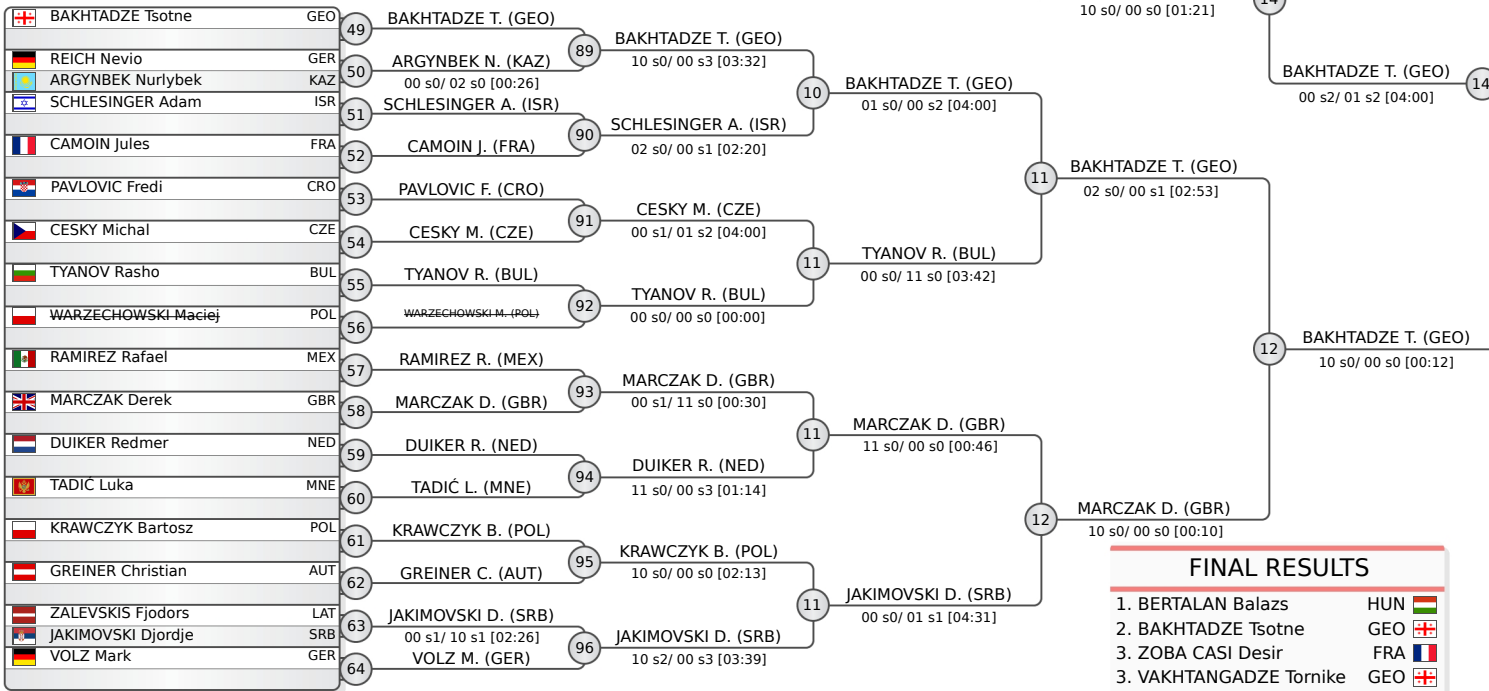 10 s0/ 00 s0 [01:21]
14
BAKHTADZE T. (GEO)
00 s2/ 01 s2 [04:00]
14
BAKHTADZE Tsotne GEO
REICH Nevio GER
ARGYNBEK Nurlybek KAZ
SCHLESINGER Adam ISR
CAMOIN Jules FRA
PAVLOVIC Fredi CRO
CESKY Michal CZE
TYANOV Rasho BUL
WARZECHOWSKI Maciej POL
RAMIREZ Rafael MEX
MARCZAK Derek GBR
DUIKER Redmer NED
TADIĆ Luka MNE
KRAWCZYK Bartosz POL
GREINER Christian AUT
ZALEVSKIS Fjodors LAT
JAKIMOVSKI Djordje SRB
VOLZ Mark GER
49
50
51
52
53
54
55
56
57
58
59
60
61
62
63
64
BAKHTADZE T. (GEO)
ARGYNBEK N. (KAZ)
00 s0/ 02 s0 [00:26]
SCHLESINGER A. (ISR)
CAMOIN J. (FRA)
PAVLOVIC F. (CRO)
CESKY M. (CZE)
TYANOV R. (BUL)
WARZECHOWSKI M. (POL)
RAMIREZ R. (MEX)
MARCZAK D. (GBR)
DUIKER R. (NED)
TADIĆ L. (MNE)
KRAWCZYK B. (POL)
GREINER C. (AUT)
JAKIMOVSKI D. (SRB)
00 s1/ 10 s1 [02:26]
VOLZ M. (GER)
89
90
91
92
93
94
95
96
BAKHTADZE T. (GEO)
10 s0/ 00 s3 [03:32]
SCHLESINGER A. (ISR)
02 s0/ 00 s1 [02:20]
CESKY M. (CZE)
00 s1/ 01 s2 [04:00]
TYANOV R. (BUL)
00 s0/ 00 s0 [00:00]
MARCZAK D. (GBR)
00 s1/ 11 s0 [00:30]
DUIKER R. (NED)
11 s0/ 00 s3 [01:14]
KRAWCZYK B. (POL)
10 s0/ 00 s0 [02:13]
JAKIMOVSKI D. (SRB)
10 s2/ 00 s3 [03:39]
10
11
11
11
BAKHTADZE T. (GEO)
01 s0/ 00 s2 [04:00]
TYANOV R. (BUL)
00 s0/ 11 s0 [03:42]
MARCZAK D. (GBR)
11 s0/ 00 s0 [00:46]
JAKIMOVSKI D. (SRB)
00 s0/ 01 s1 [04:31]
11
12
BAKHTADZE T. (GEO)
02 s0/ 00 s1 [02:53]
MARCZAK D. (GBR)
10 s0/ 00 s0 [00:10]
12
BAKHTADZE T. (GEO)
10 s0/ 00 s0 [00:12]
FINAL RESULTS
1. BERTALAN Balazs HUN
2. BAKHTADZE Tsotne GEO
3. ZOBA CASI Desir FRA
3. VAKHTANGADZE Tornike GEO